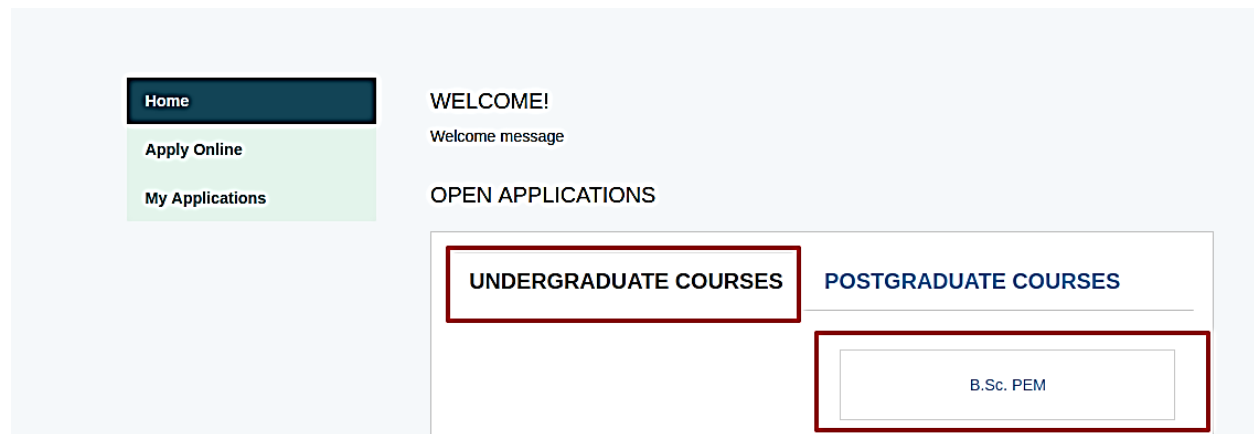 Home
Apply Online
My Applications
WELCOME!
Welcome message
OPEN APPLICATIONS
UNDERGRADUATE COURSES
POSTGRADUATE COURSES
B.Sc. PEM